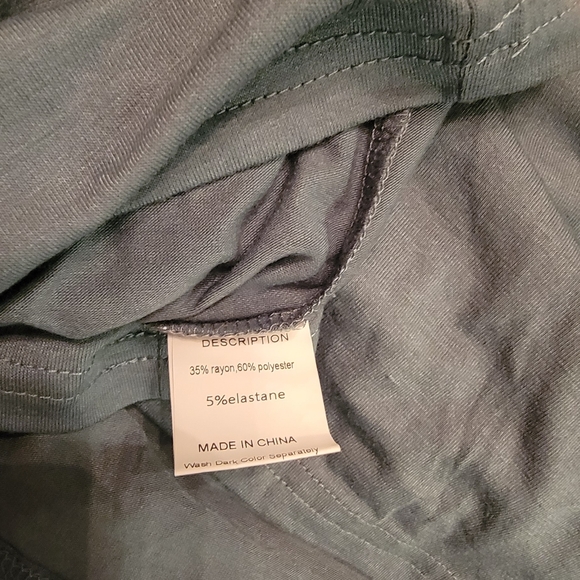 DESCRIPTION
35% rayon,60% polyester
5%elastane
MADE IN CHINA
Wash Dark Color Separately